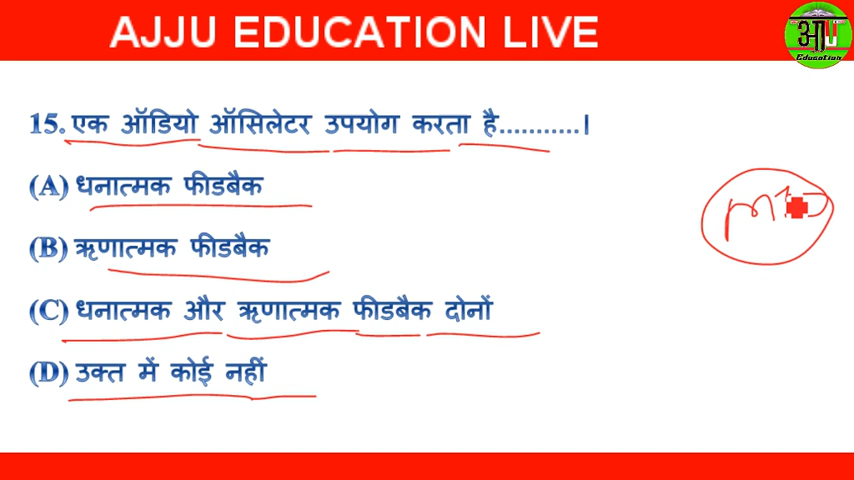 AJJU EDUCATION LIVE
Education
15. एक ऑडियो ऑसिलेटर उपयोग करता है...........।
(A) धनात्मक फीडबैक
(B) ऋणात्मक फीडबैक
(C) धनात्मक और ऋणात्मक फीडबैक दोनों
(D) उक्त में कोई नहीं